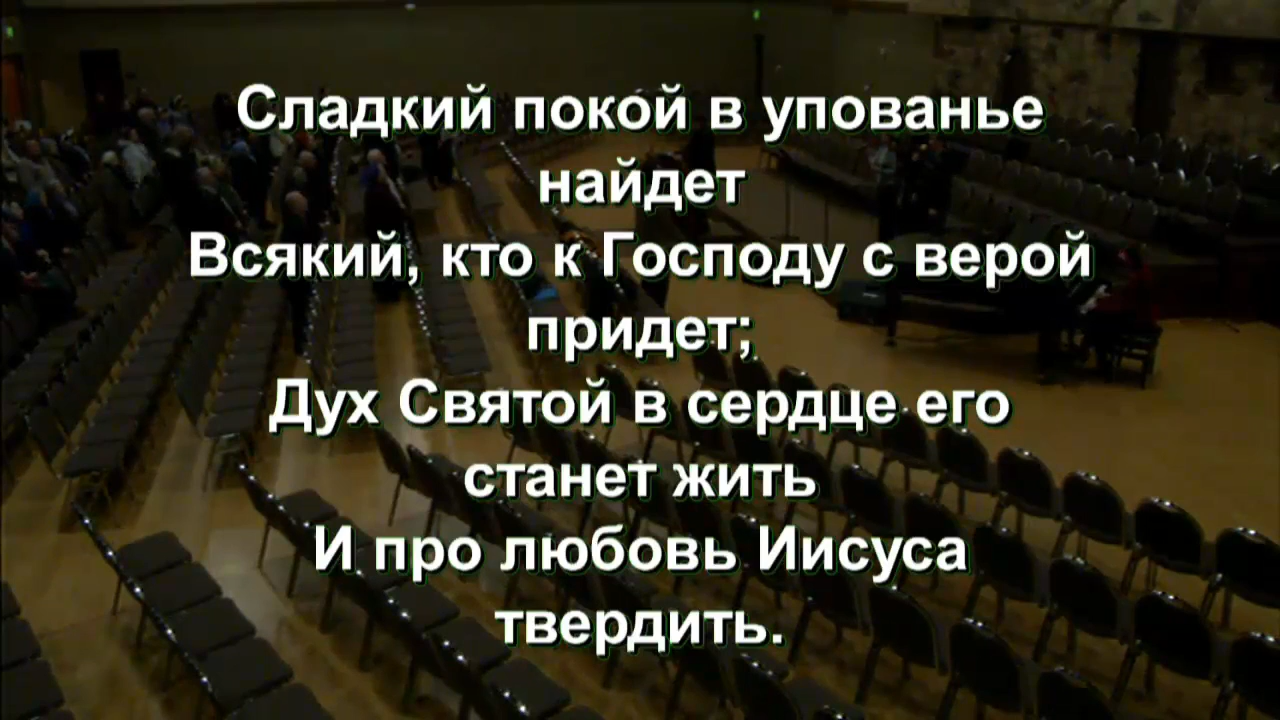 Сладкий покой в упованье
найдет
Всякий, кто к Господу с верой
придет;
Дух Святой в сердце его
станет жить
И про любовь Иисуса
твердить.